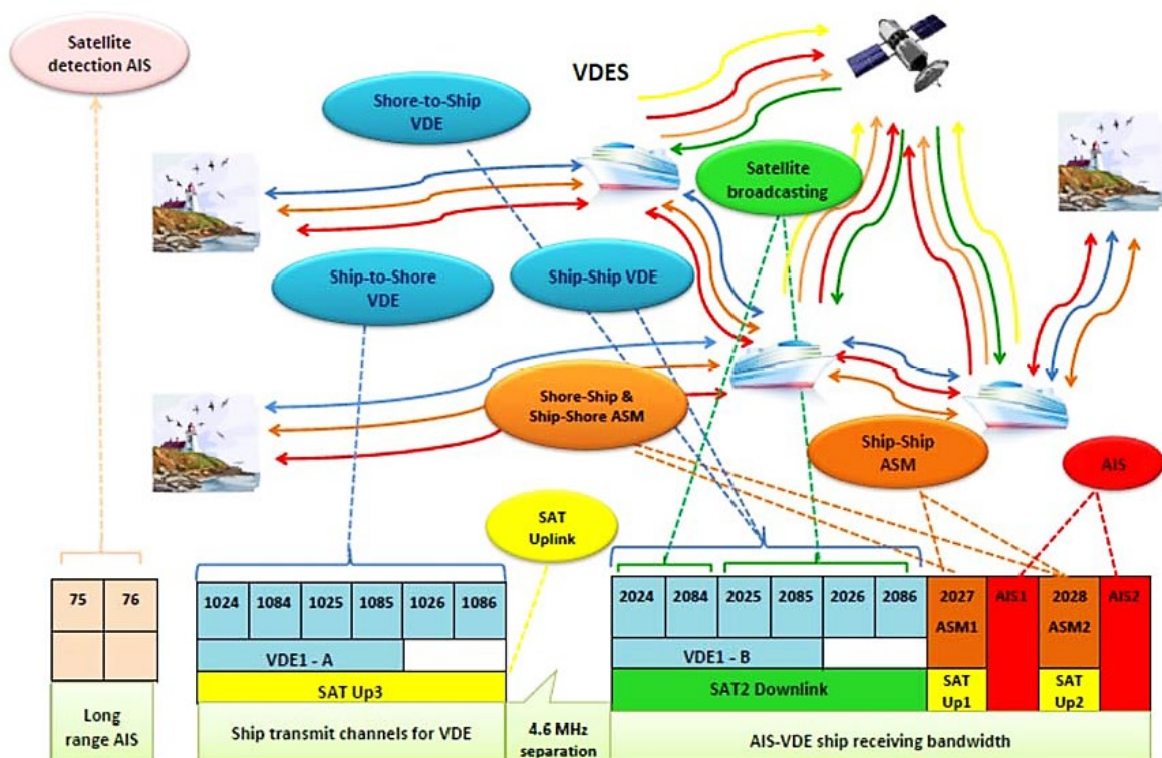 VDES
Satellite
detection AIS
Shore-to-Ship
VDE
Satellite
broadcasting
Ship-to-Shore
VDE
Ship-Ship VDE
Shore-Ship &
Ship-Shore ASM
Ship-Ship
ASM
AIS
SAT
Uplink
75 76
1024 1084 1025 1085 1026 1086
2024 2084 2025 2085 2026 2086 2027 AIS1 2028 AIS2
ASM1 ASM2
VDE1 - A
VDE1 - B
SAT Up3
SAT2 Downlink
SAT
Up1
SAT
Up2
Long
range AIS
Ship transmit channels for VDE
4.6 MHz
separation
AIS-VDE ship receiving bandwidth